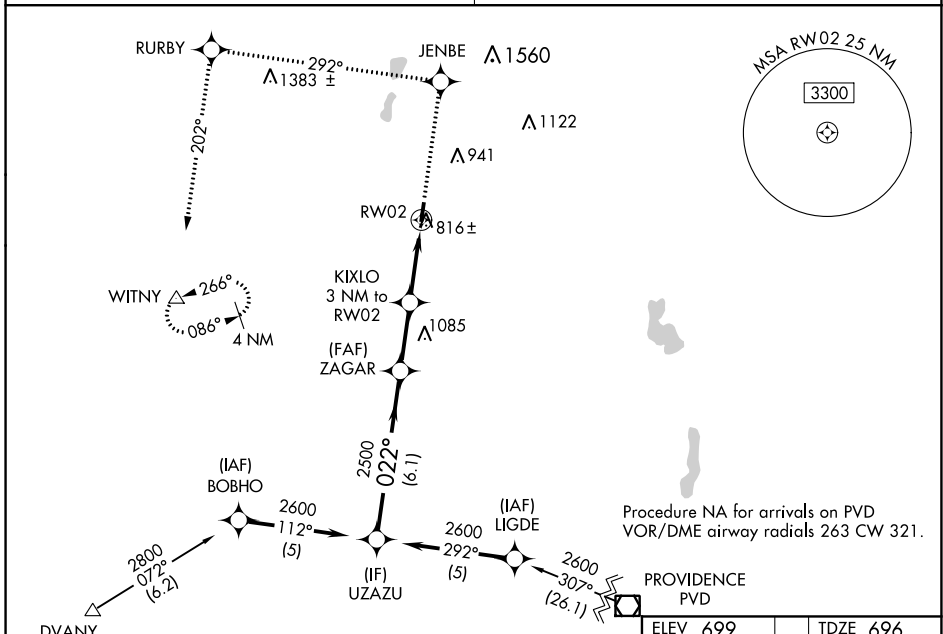 RURBY
JENBE
1560
292°
1383 ±
MSA RW02 25 NM
3300
1122
202°
941
RW02
816 ±
KIXLO
3 NM to
RW02
WITNY
266°
086°
4 NM
1085
(FAF)
ZAGAR
2500
022°
(6.1)
(IAF)
BOBHO
2600
112°
(5)
(IAF)
LIGDE
2600
292°
(5)
Procedure NA for arrivals on PVD
VOR/DME airway radials 263 CW 321.
2800
072°
(6.2)
(IF)
UZAZU
2600
307°
(26.1)
PROVIDENCE
PVD
DVANY
ELEV 699
TDZE 696